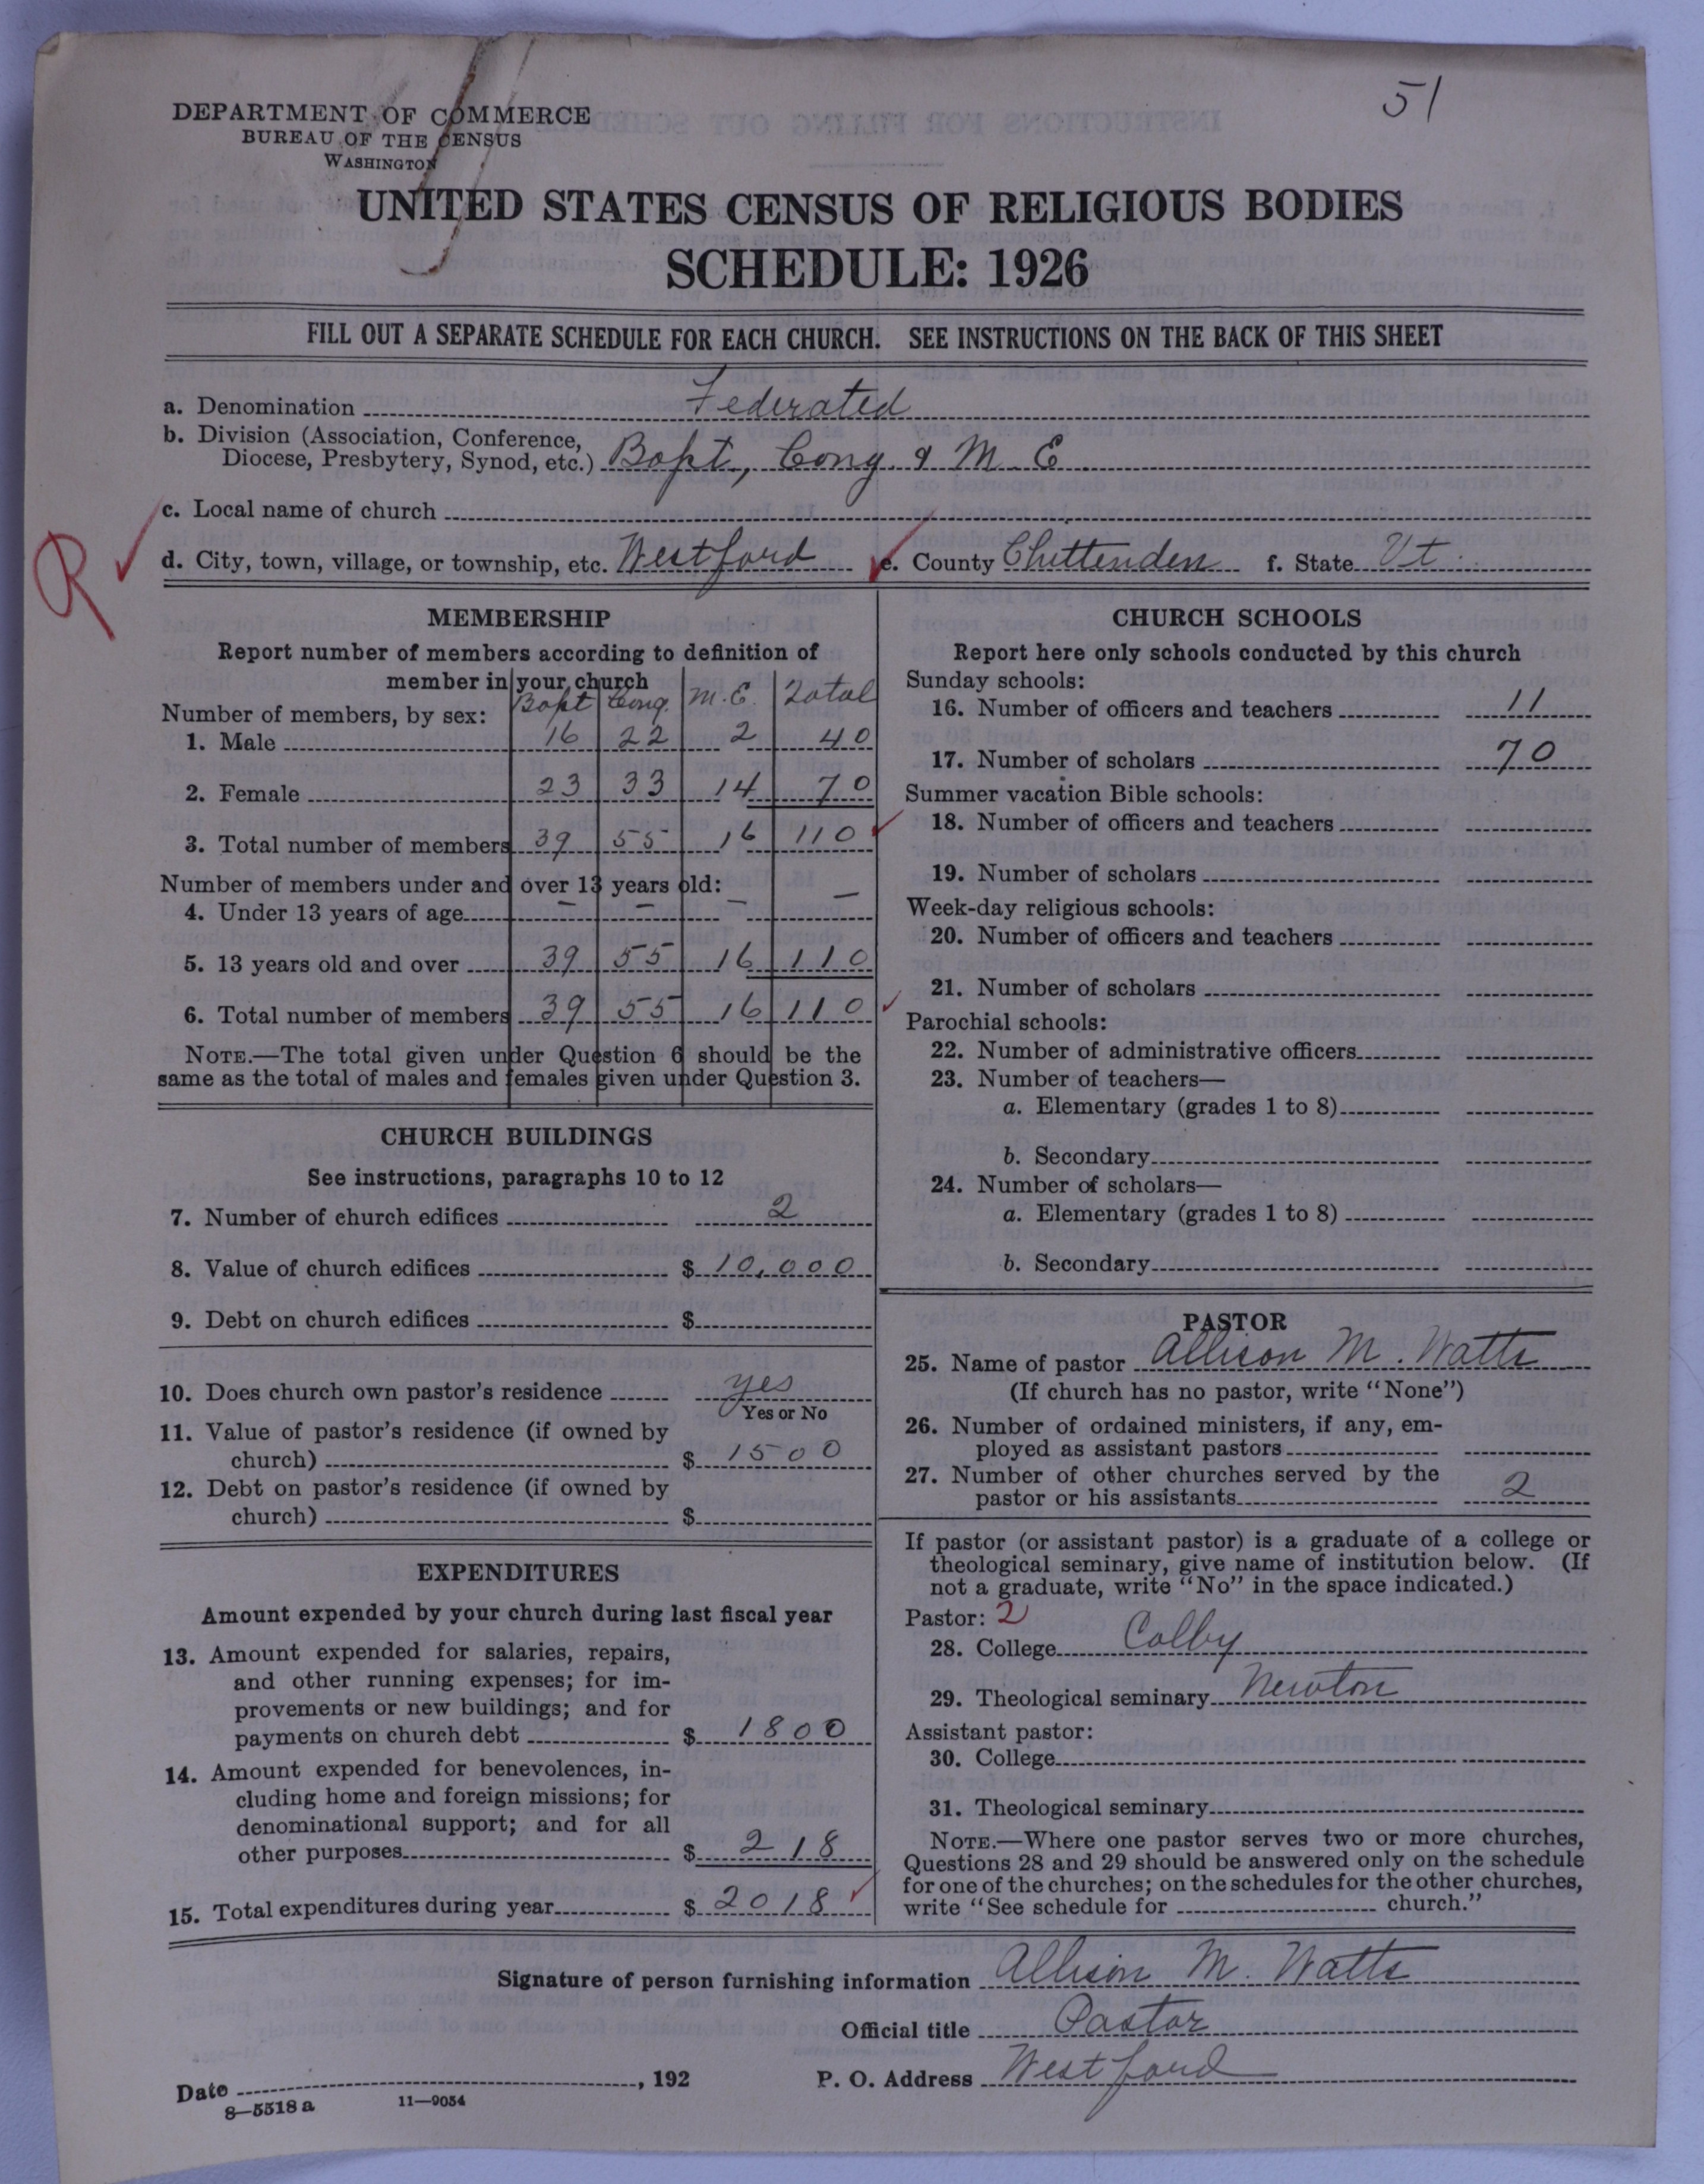 51
DEPARTMENT OF COMMERCE
BUREAU OF THE CENSUS
WASHINGTON
UNITED STATES CENSUS OF RELIGIOUS BODIES
SCHEDULE: 1926
FILL OUT A SEPARATE SCHEDULE FOR EACH CHURCH. SEE INSTRUCTIONS ON THE BACK OF THIS SHEET
a. Denomination Federated
b. Division (Association, Conference,
Diocese, Presbytery, Synod, etc.) Bapt, Cong. & M. E
c. Local name of church
R
d. City, town, village, or township, etc. Westford e. County Chittenden f. State Vt.
MEMBERSHIP
Report number of members according to definition of
member in your church
Bapt Cong. M.E. Total
Number of members, by sex:
1. Male 16 22 2 40
2. Female 23 33 14 70
3. Total number of members 39 55 16 110
Number of members under and over 13 years old:
4. Under 13 years of age – – – –
5. 13 years old and over 39 55 16 110
6. Total number of members 39 55 16 110
NOTE.—The total given under Question 6 should be the
same as the total of males and females given under Question 3.
CHURCH BUILDINGS
See instructions, paragraphs 10 to 12
7. Number of church edifices 2
8. Value of church edifices $ 10,000
9. Debt on church edifices $
10. Does church own pastor's residence yes
Yes or No
11. Value of pastor's residence (if owned by
church) $ 1500
12. Debt on pastor's residence (if owned by
church) $
EXPENDITURES
Amount expended by your church during last fiscal year
13. Amount expended for salaries, repairs,
and other running expenses; for im-
provements or new buildings; and for
payments on church debt $ 1800
14. Amount expended for benevolences, in-
cluding home and foreign missions; for
denominational support; and for all
other purposes $ 218
15. Total expenditures during year $ 2018
CHURCH SCHOOLS
Report here only schools conducted by this church
Sunday schools:
16. Number of officers and teachers 11
17. Number of scholars 70
Summer vacation Bible schools:
18. Number of officers and teachers
19. Number of scholars
Week-day religious schools:
20. Number of officers and teachers
21. Number of scholars
Parochial schools:
22. Number of administrative officers
23. Number of teachers—
a. Elementary (grades 1 to 8)
b. Secondary
24. Number of scholars—
a. Elementary (grades 1 to 8)
b. Secondary
PASTOR
25. Name of pastor Allison M. Watts
(If church has no pastor, write "None")
26. Number of ordained ministers, if any, em-
ployed as assistant pastors
27. Number of other churches served by the
pastor or his assistants 2
If pastor (or assistant pastor) is a graduate of a college or
theological seminary, give name of institution below. (If
not a graduate, write "No" in the space indicated.)
Pastor: 2
28. College Colby
29. Theological seminary Newton
Assistant pastor:
30. College
31. Theological seminary
NOTE.—Where one pastor serves two or more churches,
Questions 28 and 29 should be answered only on the schedule
for one of the churches; on the schedules for the other churches,
write "See schedule for church."
Signature of person furnishing information Allison M. Watts
Official title Pastor
Date , 192 P. O. Address Westford
8—5518 a 11—9054